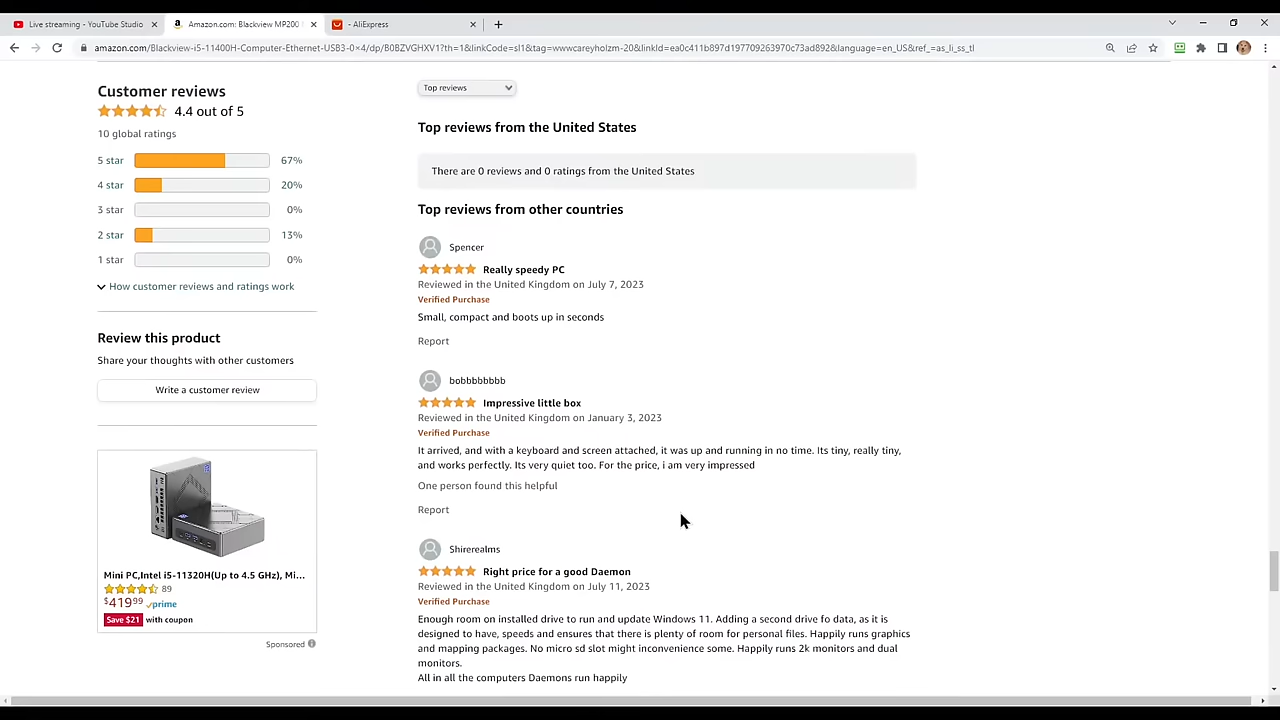 Live streaming - YouTube Studio
Amazon.com: Blackview MP200
- AliExpress
amazon.com/Blackview-i5-11400H-Computer-Ethernet-USB3-0×4/dp/B0BZVGHXV1?th=1&linkCode=sl1&tag=wwwcareyholzm-20&linkId=ea0c411b897d197709263970c73ad892&language=en_US&ref_=as_li_ss_tl
Customer reviews
4.4 out of 5
10 global ratings
5 star 67%
4 star 20%
3 star 0%
2 star 13%
1 star 0%
How customer reviews and ratings work
Review this product
Share your thoughts with other customers
Write a customer review
Mini PC,Intel i5-11320H(Up to 4.5 GHz), Mi...
89
$419.99 prime
Save $21 with coupon
Sponsored
Top reviews
Top reviews from the United States
There are 0 reviews and 0 ratings from the United States
Top reviews from other countries
Spencer
Really speedy PC
Reviewed in the United Kingdom on July 7, 2023
Verified Purchase
Small, compact and boots up in seconds
Report
bobbbbbbbb
Impressive little box
Reviewed in the United Kingdom on January 3, 2023
Verified Purchase
It arrived, and with a keyboard and screen attached, it was up and running in no time. Its tiny, really tiny,
and works perfectly. Its very quiet too. For the price, i am very impressed
One person found this helpful
Report
Shirerealms
Right price for a good Daemon
Reviewed in the United Kingdom on July 11, 2023
Verified Purchase
Enough room on installed drive to run and update Windows 11. Adding a second drive fo data, as it is
designed to have, speeds and ensures that there is plenty of room for personal files. Happily runs graphics
and mapping packages. No micro sd slot might inconvenience some. Happily runs 2k monitors and dual
monitors.
All in all the computers Daemons run happily